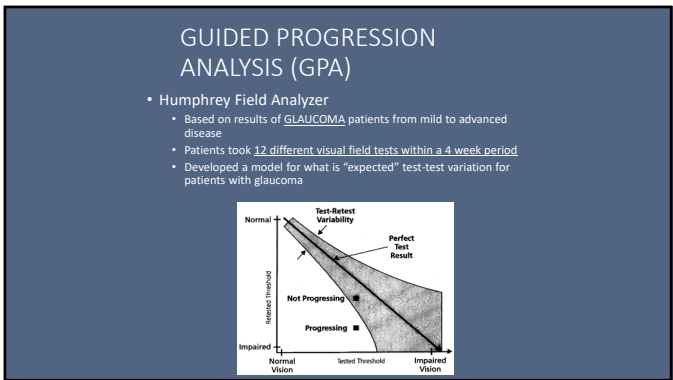 GUIDED PROGRESSION
ANALYSIS (GPA)
• Humphrey Field Analyzer
• Based on results of GLAUCOMA patients from mild to advanced
disease
• Patients took 12 different visual field tests within a 4 week period
• Developed a model for what is “expected” test-test variation for
patients with glaucoma
Test-Retest
Variability
Normal
Perfect
Test
Result
Retested Threshold
Not Progressing
Progressing
Impaired
Normal
Vision
Tested Threshold
Impaired
Vision